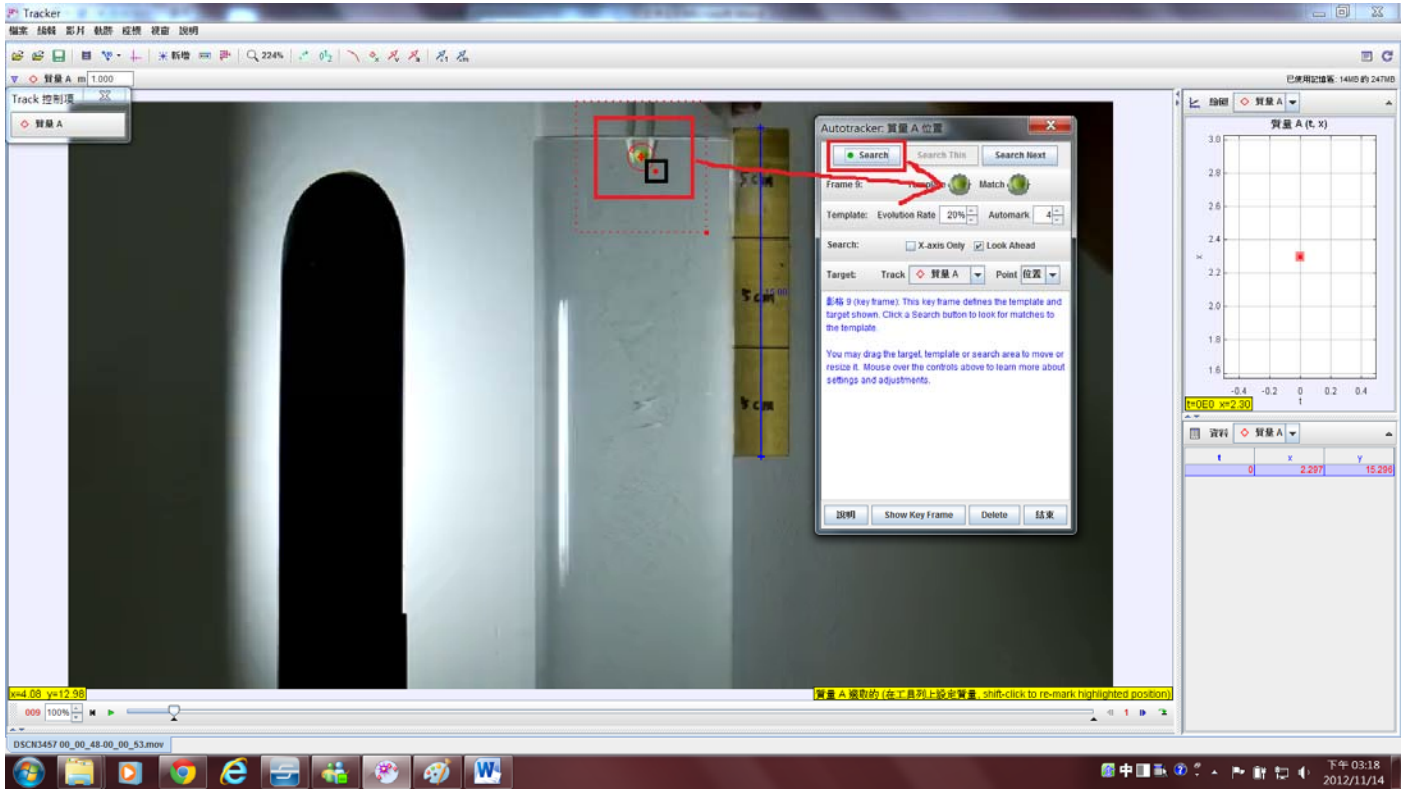 Tracker
檔案 編輯 影片 軌跡 座標 視窗 說明
新增 224%
質量 A m 1.000
已使用記憶器: 14MB 的 247MB
Track 控制項
質量 A
5 cm
5 cm
15.00
5 cm
Autotracker: 質量 A 位置
Search Search This Search Next
Frame 9: Template Match
Template: Evolution Rate 20% Automark 4
Search: X-axis Only Look Ahead
Target: Track 質量 A Point 位置
影格 9 (key frame): This key frame defines the template and
target shown. Click a Search button to look for matches to
the template.
You may drag the target, template or search area to move or
resize it. Mouse over the controls above to learn more about
settings and adjustments.
說明 Show Key Frame Delete 結束
繪圖 質量 A
質量 A (t, x)
3.0
2.8
2.6
2.4
x
2.2
2.0
1.8
1.6
-0.4 -0.2 0 0.2 0.4
t
t=0E0 x=2.30
資料 質量 A
t x y
0 2.297 15.296
x=4.08 y=12.98
質量 A 選取的 (在工具列上設定質量, shift-click to re-mark highlighted position)
009 100% 1
DSCN3457 00_00_48-00_00_53.mov
中
下午 03:18
2012/11/14